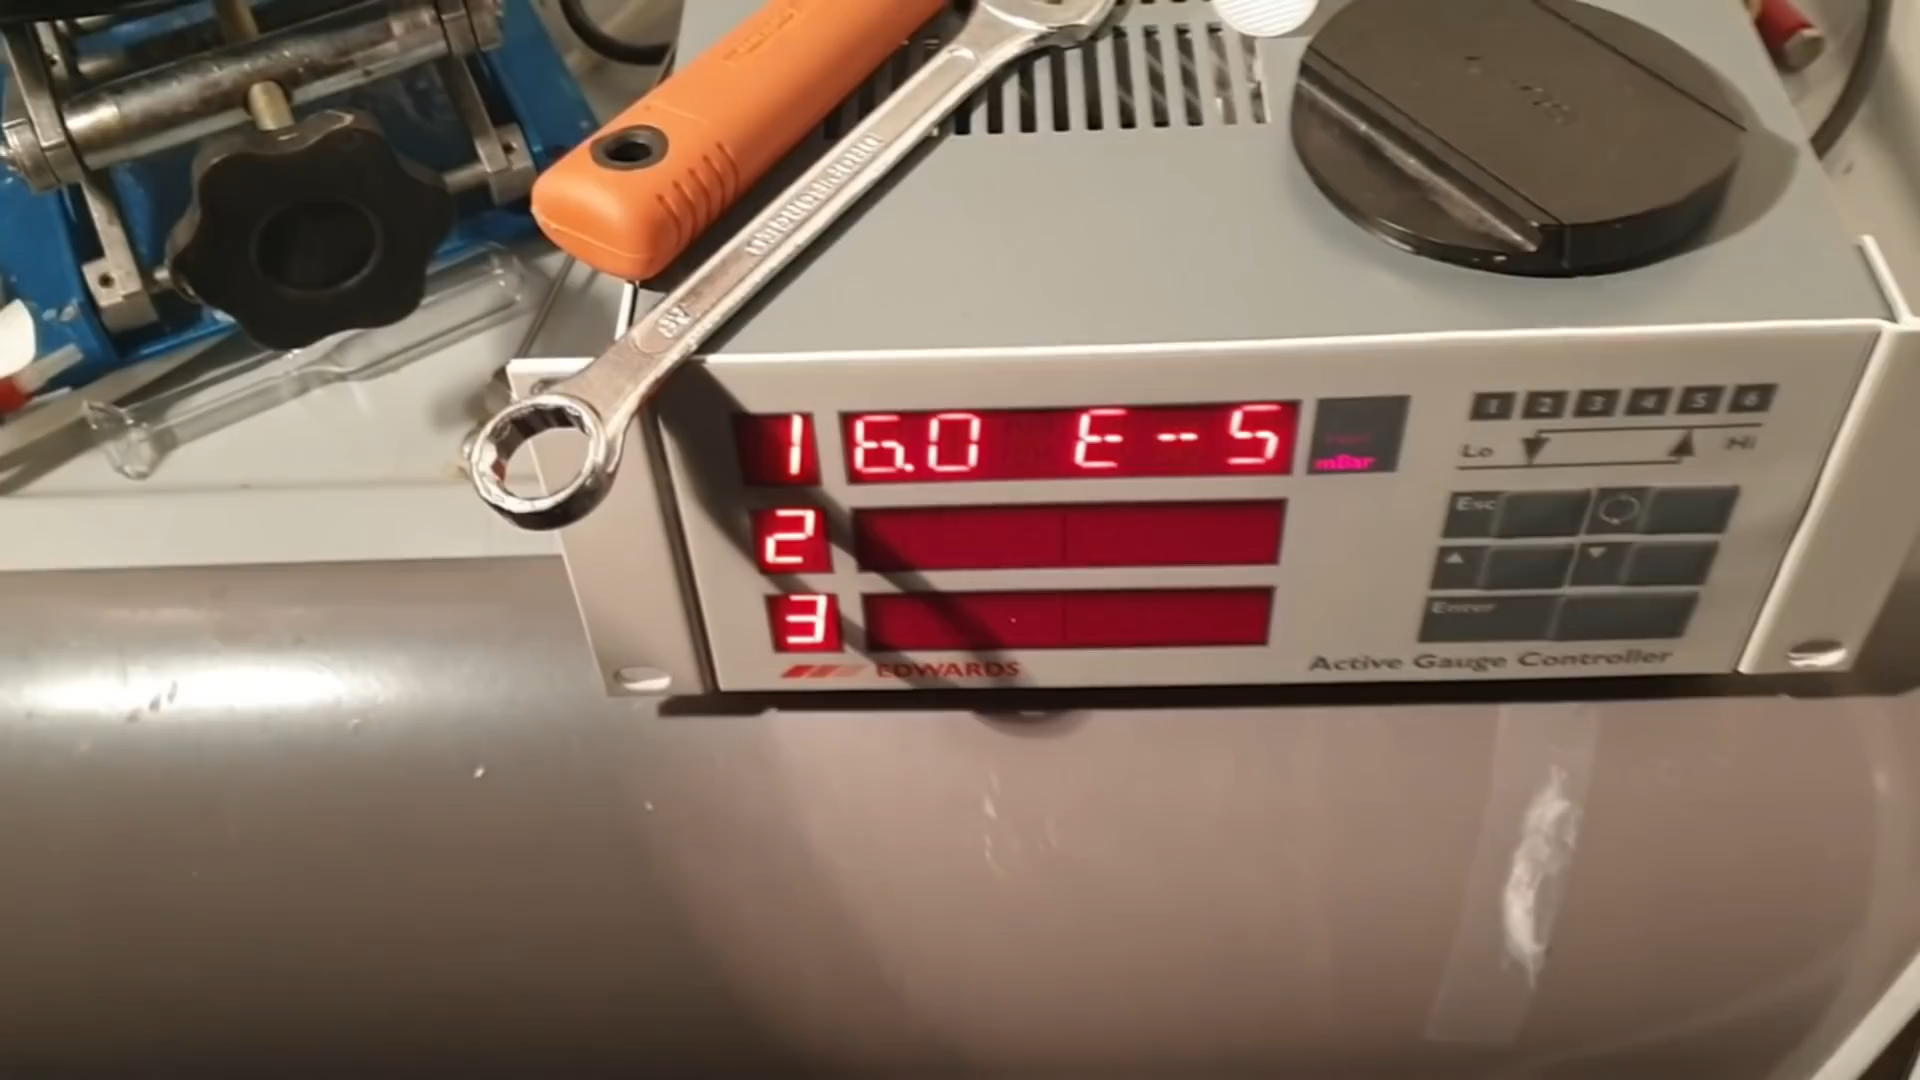 1 6.0 E-5
mBar
2
3
EDWARDS
Active Gauge Controller
1 2 3 4 5 6
Lo Hi
Esc
Enter